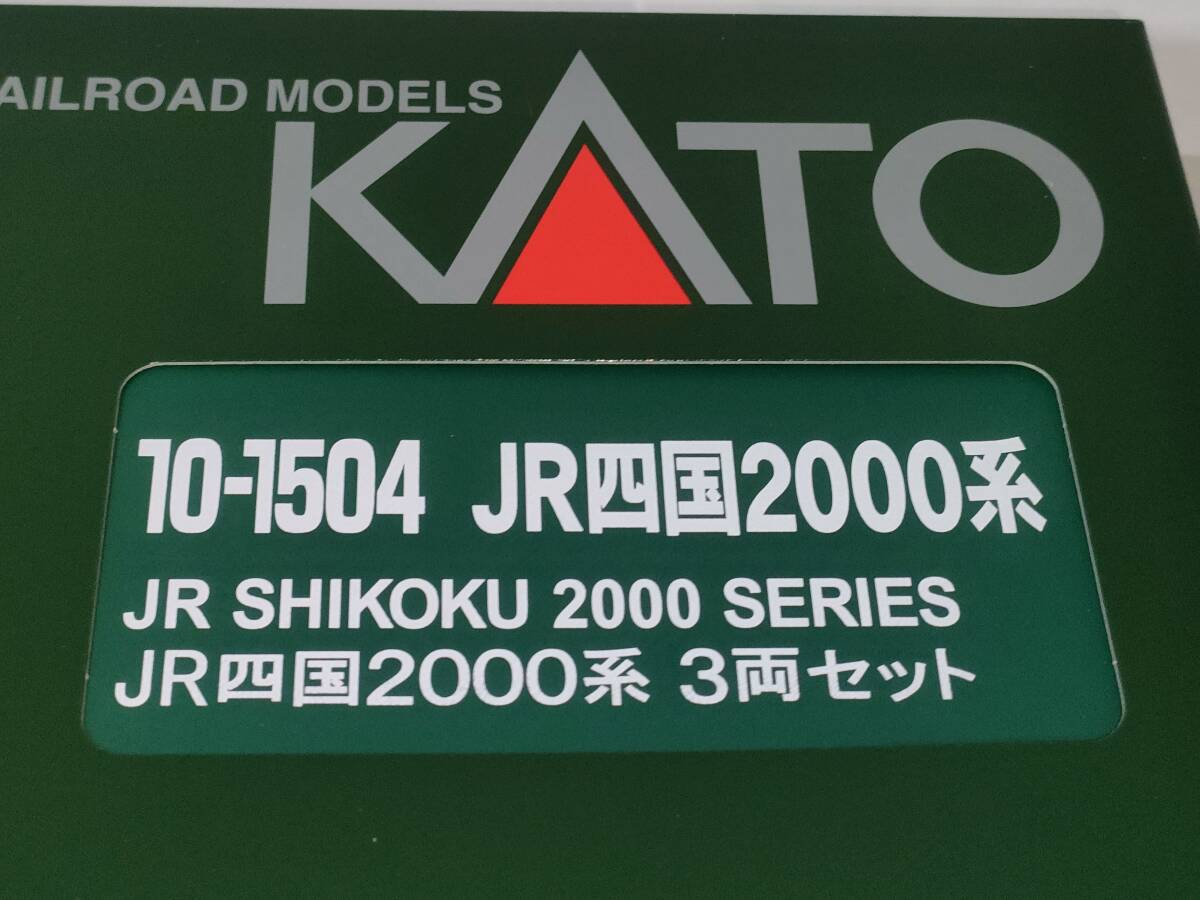 AILROAD MODELS
KATO
10-1504 JR四国2000系
JR SHIKOKU 2000 SERIES
JR四国2000系 3両セット